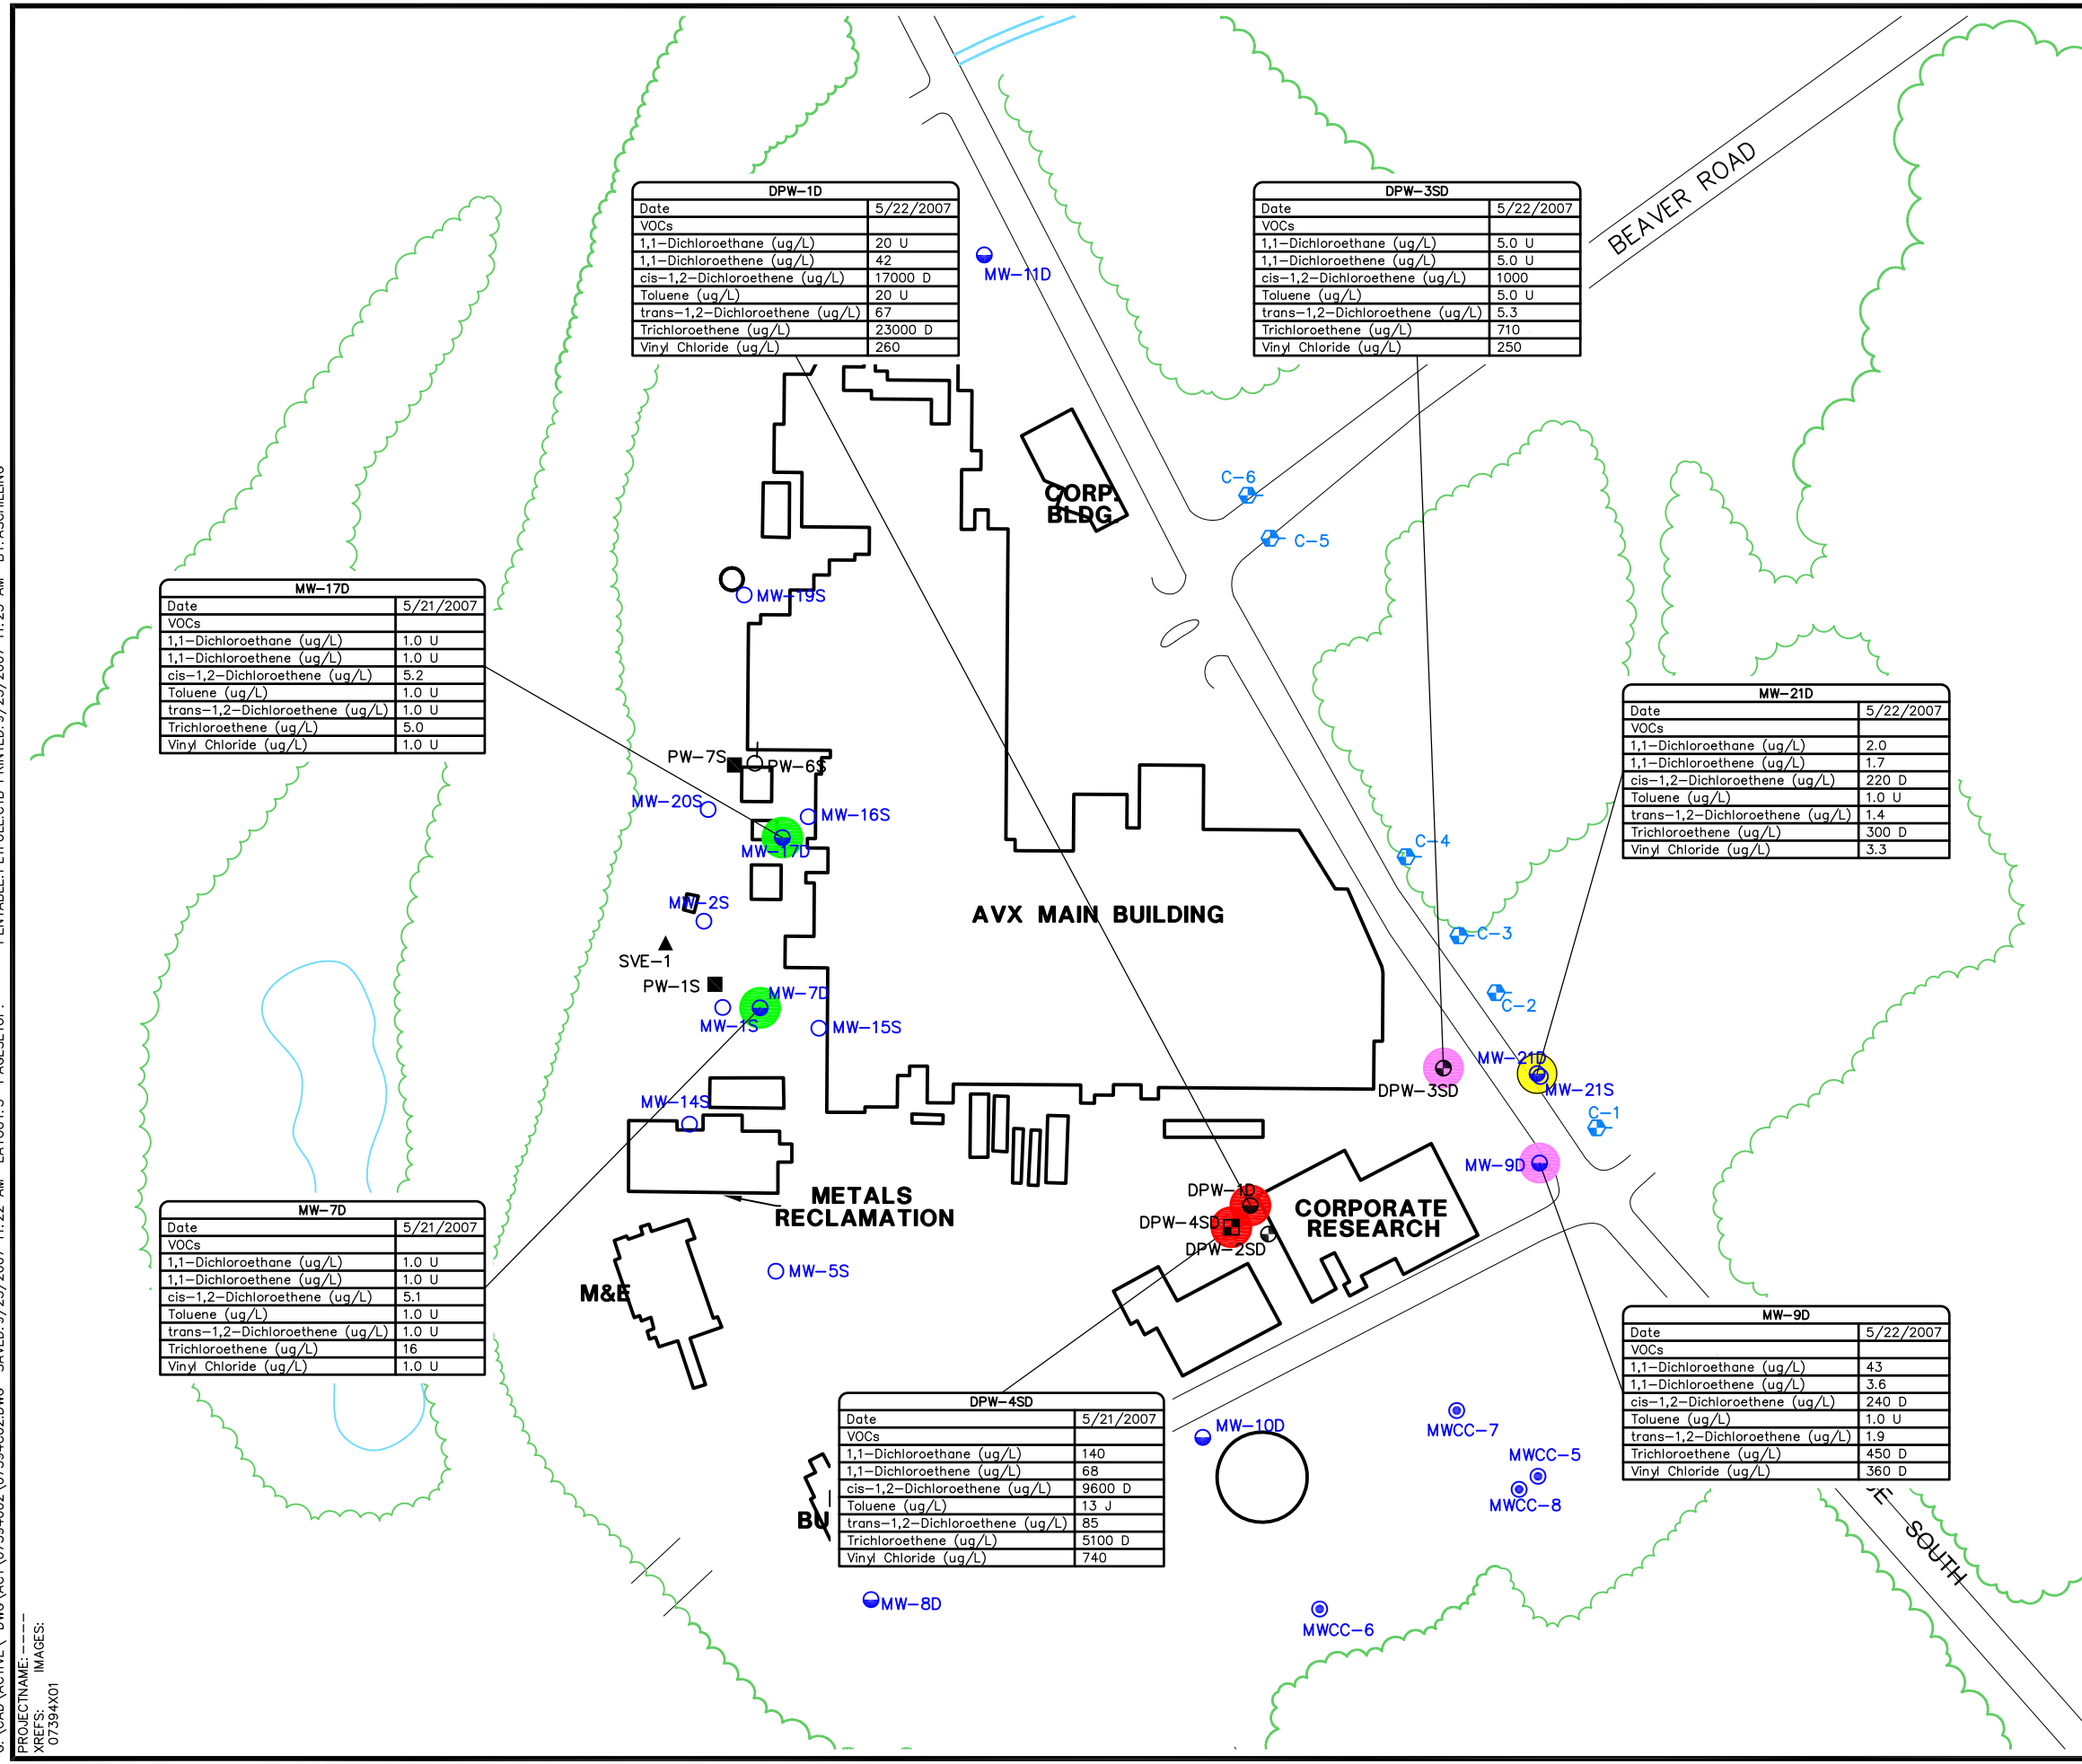 BEAVER ROAD
DPW-1D
Date 5/22/2007
VOCs
1,1-Dichloroethane (ug/L) 20 U
1,1-Dichloroethene (ug/L) 42
cis-1,2-Dichloroethene (ug/L) 17000 D
Toluene (ug/L) 20 U
trans-1,2-Dichloroethene (ug/L) 67
Trichloroethene (ug/L) 23000 D
Vinyl Chloride (ug/L) 260
DPW-3SD
Date 5/22/2007
VOCs
1,1-Dichloroethane (ug/L) 5.0 U
1,1-Dichloroethene (ug/L) 5.0 U
cis-1,2-Dichloroethene (ug/L) 1000
Toluene (ug/L) 5.0 U
trans-1,2-Dichloroethene (ug/L) 5.3
Trichloroethene (ug/L) 710
Vinyl Chloride (ug/L) 250
MW-11D
CORP.
BLDG.
C-6
C-5
MW-17D
Date 5/21/2007
VOCs
1,1-Dichloroethane (ug/L) 1.0 U
1,1-Dichloroethene (ug/L) 1.0 U
cis-1,2-Dichloroethene (ug/L) 5.2
Toluene (ug/L) 1.0 U
trans-1,2-Dichloroethene (ug/L) 1.0 U
Trichloroethene (ug/L) 5.0
Vinyl Chloride (ug/L) 1.0 U
MW-19S
MW-21D
Date 5/22/2007
VOCs
1,1-Dichloroethane (ug/L) 2.0
1,1-Dichloroethene (ug/L) 1.7
cis-1,2-Dichloroethene (ug/L) 220 D
Toluene (ug/L) 1.0 U
trans-1,2-Dichloroethene (ug/L) 1.4
Trichloroethene (ug/L) 300 D
Vinyl Chloride (ug/L) 3.3
PW-7S
PW-6S
MW-20S
MW-16S
MW-17D
C-4
MW-2S
AVX MAIN BUILDING
C-3
SVE-1
PW-1S
MW-7D
C-2
MW-1S
MW-15S
MW-21D
DPW-3SD
MW-21S
MW-14S
C-1
MW-9D
METALS
RECLAMATION
DPW-1D
DPW-4SD
DPW-2SD
CORPORATE
RESEARCH
MW-7D
Date 5/21/2007
VOCs
1,1-Dichloroethane (ug/L) 1.0 U
1,1-Dichloroethene (ug/L) 1.0 U
cis-1,2-Dichloroethene (ug/L) 5.1
Toluene (ug/L) 1.0 U
trans-1,2-Dichloroethene (ug/L) 1.0 U
Trichloroethene (ug/L) 16
Vinyl Chloride (ug/L) 1.0 U
MW-5S
M&E
MW-9D
Date 5/22/2007
VOCs
1,1-Dichloroethane (ug/L) 43
1,1-Dichloroethene (ug/L) 3.6
cis-1,2-Dichloroethene (ug/L) 240 D
Toluene (ug/L) 1.0 U
trans-1,2-Dichloroethene (ug/L) 1.9
Trichloroethene (ug/L) 450 D
Vinyl Chloride (ug/L) 360 D
DPW-4SD
Date 5/21/2007
VOCs
1,1-Dichloroethane (ug/L) 140
1,1-Dichloroethene (ug/L) 68
cis-1,2-Dichloroethene (ug/L) 9600 D
Toluene (ug/L) 13 J
trans-1,2-Dichloroethene (ug/L) 85
Trichloroethene (ug/L) 5100 D
Vinyl Chloride (ug/L) 740
MW-10D
MWCC-7
MWCC-5
MWCC-8
BU
SOUTH
MW-8D
MWCC-6
PROJECTNAME: ----
XREFS: IMAGES:
07394X01